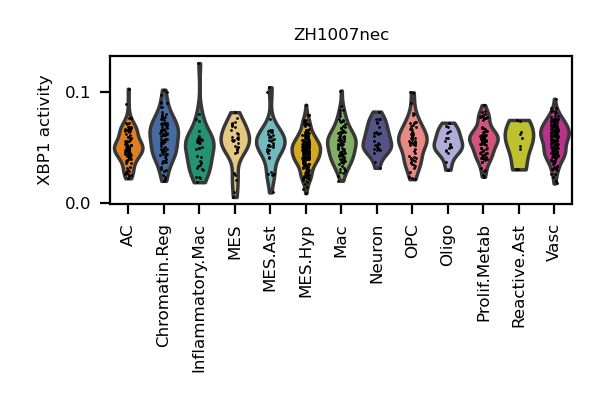 ZH1007nec
XBP1 activity
0.1
0.0
AC
Chromatin.Reg
Inflammatory.Mac
MES
MES.Ast
MES.Hyp
Mac
Neuron
OPC
Oligo
Prolif.Metab
Reactive.Ast
Vasc